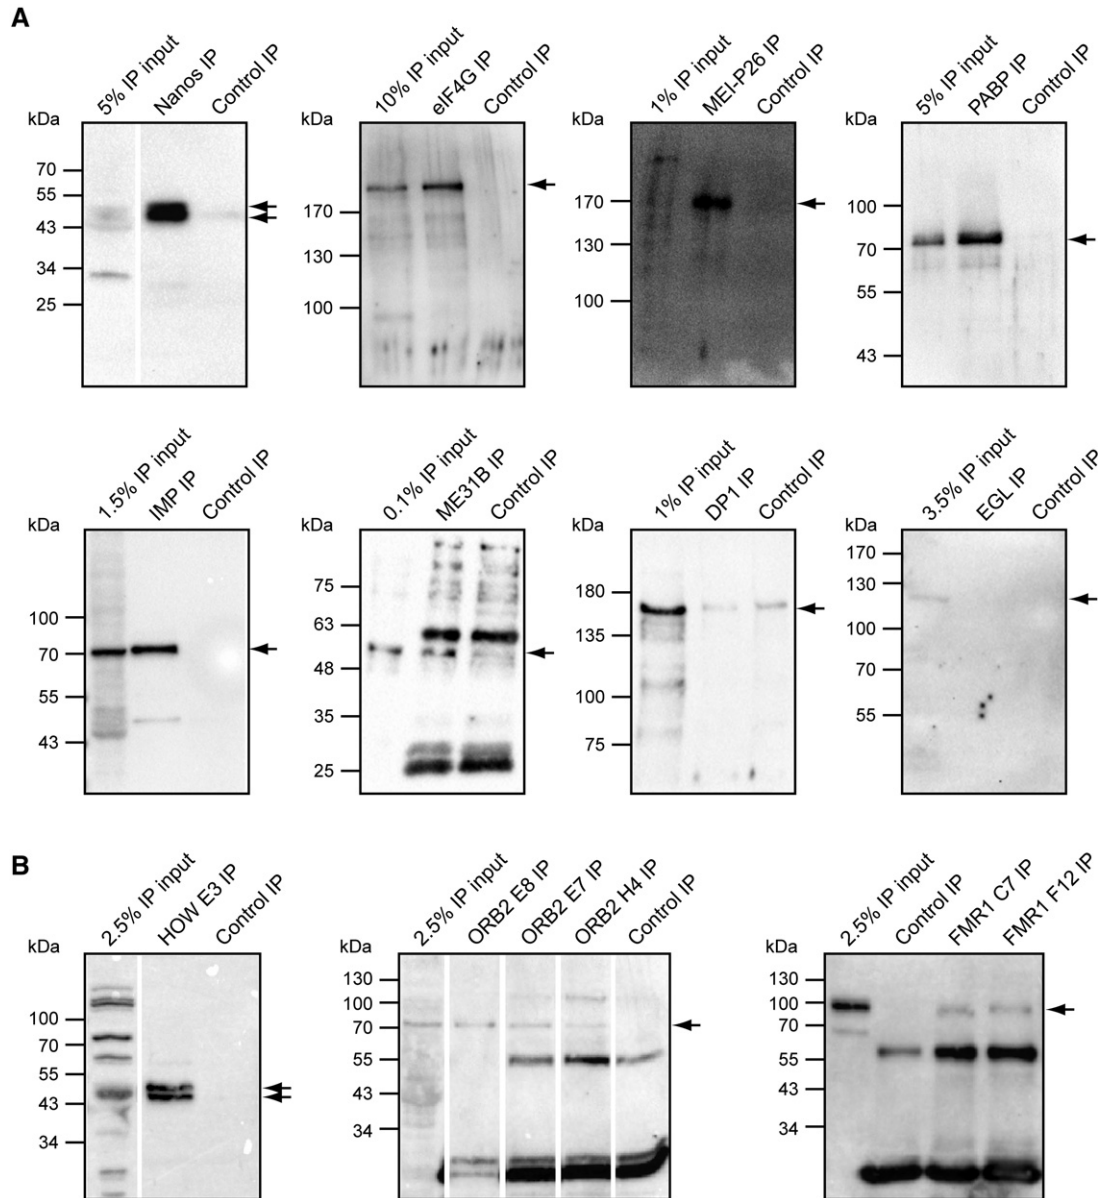 A
5% IP input
Nanos IP
Control IP
kDa
70
55
43
34
25
10% IP input
eIF4G IP
Control IP
kDa
170
130
100
1% IP input
MEI-P26 IP
Control IP
kDa
170
130
100
5% IP input
PABP IP
Control IP
kDa
100
70
55
43
1.5% IP input
IMP IP
Control IP
kDa
100
70
55
43
0.1% IP input
ME31B IP
Control IP
kDa
75
63
48
35
25
1% IP input
DP1 IP
Control IP
kDa
180
135
100
75
3.5% IP input
EGL IP
Control IP
kDa
170
130
100
70
55
B
2.5% IP input
HOW E3 IP
Control IP
kDa
100
70
55
43
34
2.5% IP input
ORB2 E8 IP
ORB2 E7 IP
ORB2 H4 IP
Control IP
kDa
130
100
70
55
43
34
2.5% IP input
Control IP
FMR1 C7 IP
FMR1 F12 IP
kDa
130
100
70
55
43
34